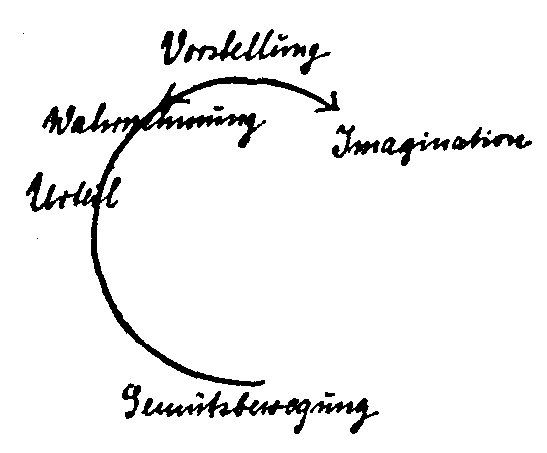 Vorstellung
Wahrnehmung
Imagination
Urteil
Gemütsbewegung